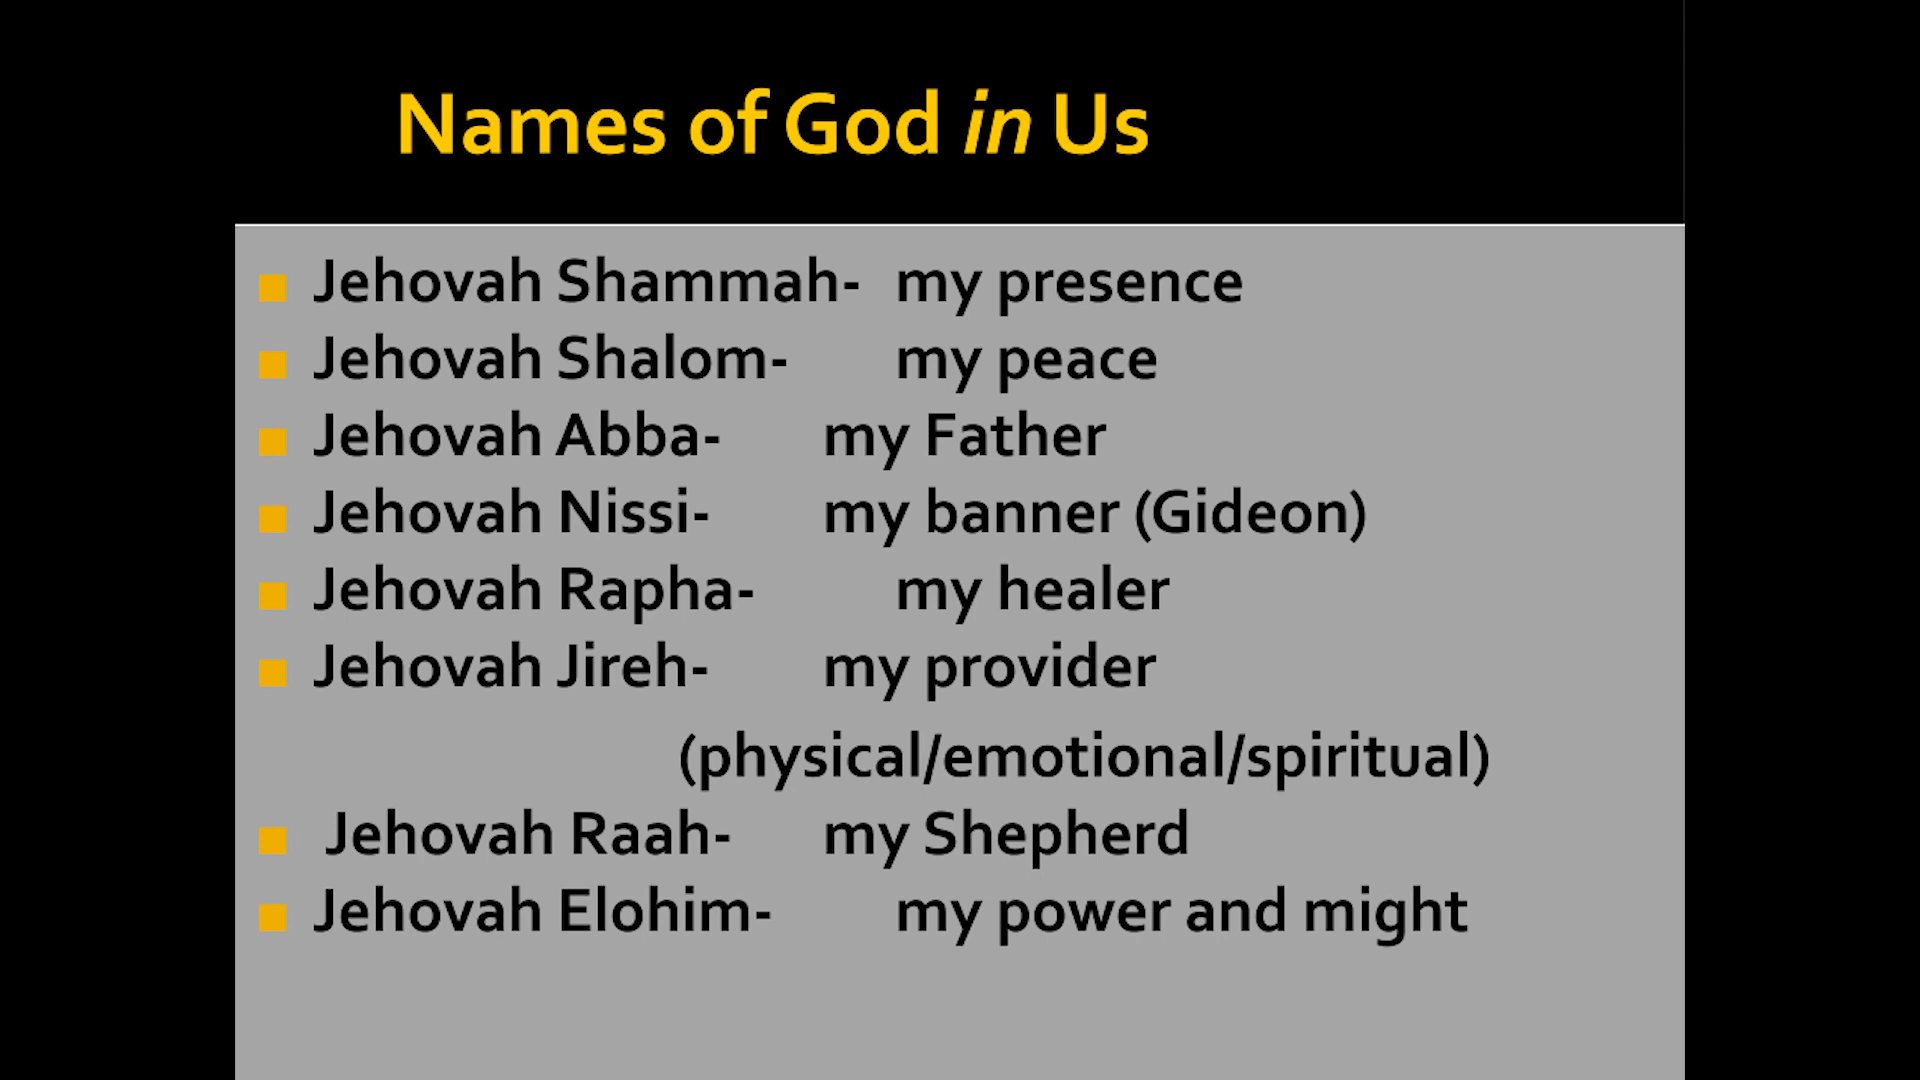 Names of God in Us
Jehovah Shammah- my presence
Jehovah Shalom- my peace
Jehovah Abba- my Father
Jehovah Nissi- my banner (Gideon)
Jehovah Rapha- my healer
Jehovah Jireh- my provider
(physical/emotional/spiritual)
Jehovah Raah- my Shepherd
Jehovah Elohim- my power and might